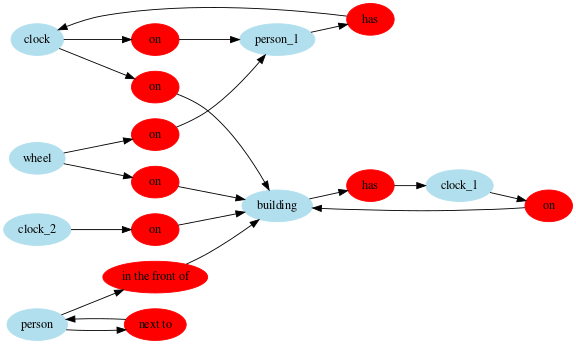 has
clock
on
person_1
on
on
wheel
on
has
clock_1
building
on
clock_2
on
in the front of
person
next to